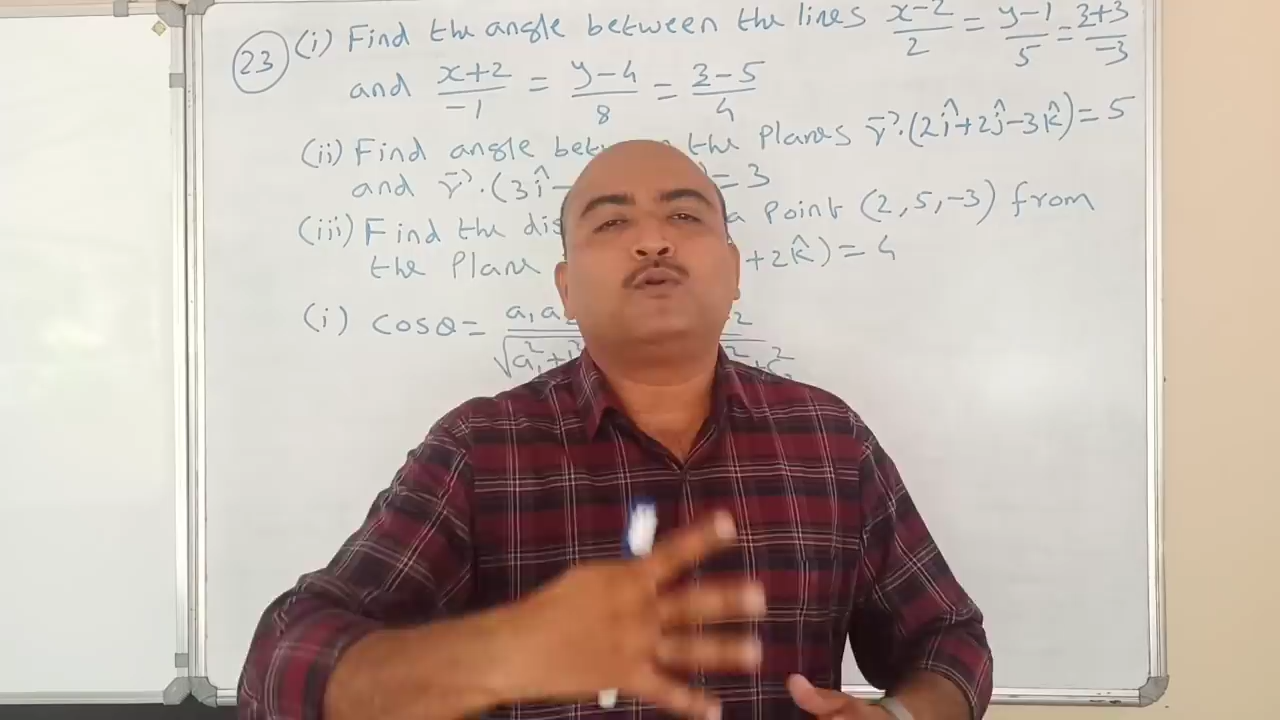 23 (i) Find the angle between the lines x-2/2 = y-1/5 = z+3/-3
and x+2/-1 = y-4/8 = z-5/4
(ii) Find angle the Planes r⃗.(2î+2ĵ-3k̂)=5
and r⃗.(3î- =3
(iii) Find the a Point (2,5,-3) from
the Plane +2k̂)=4
(i) cosθ=